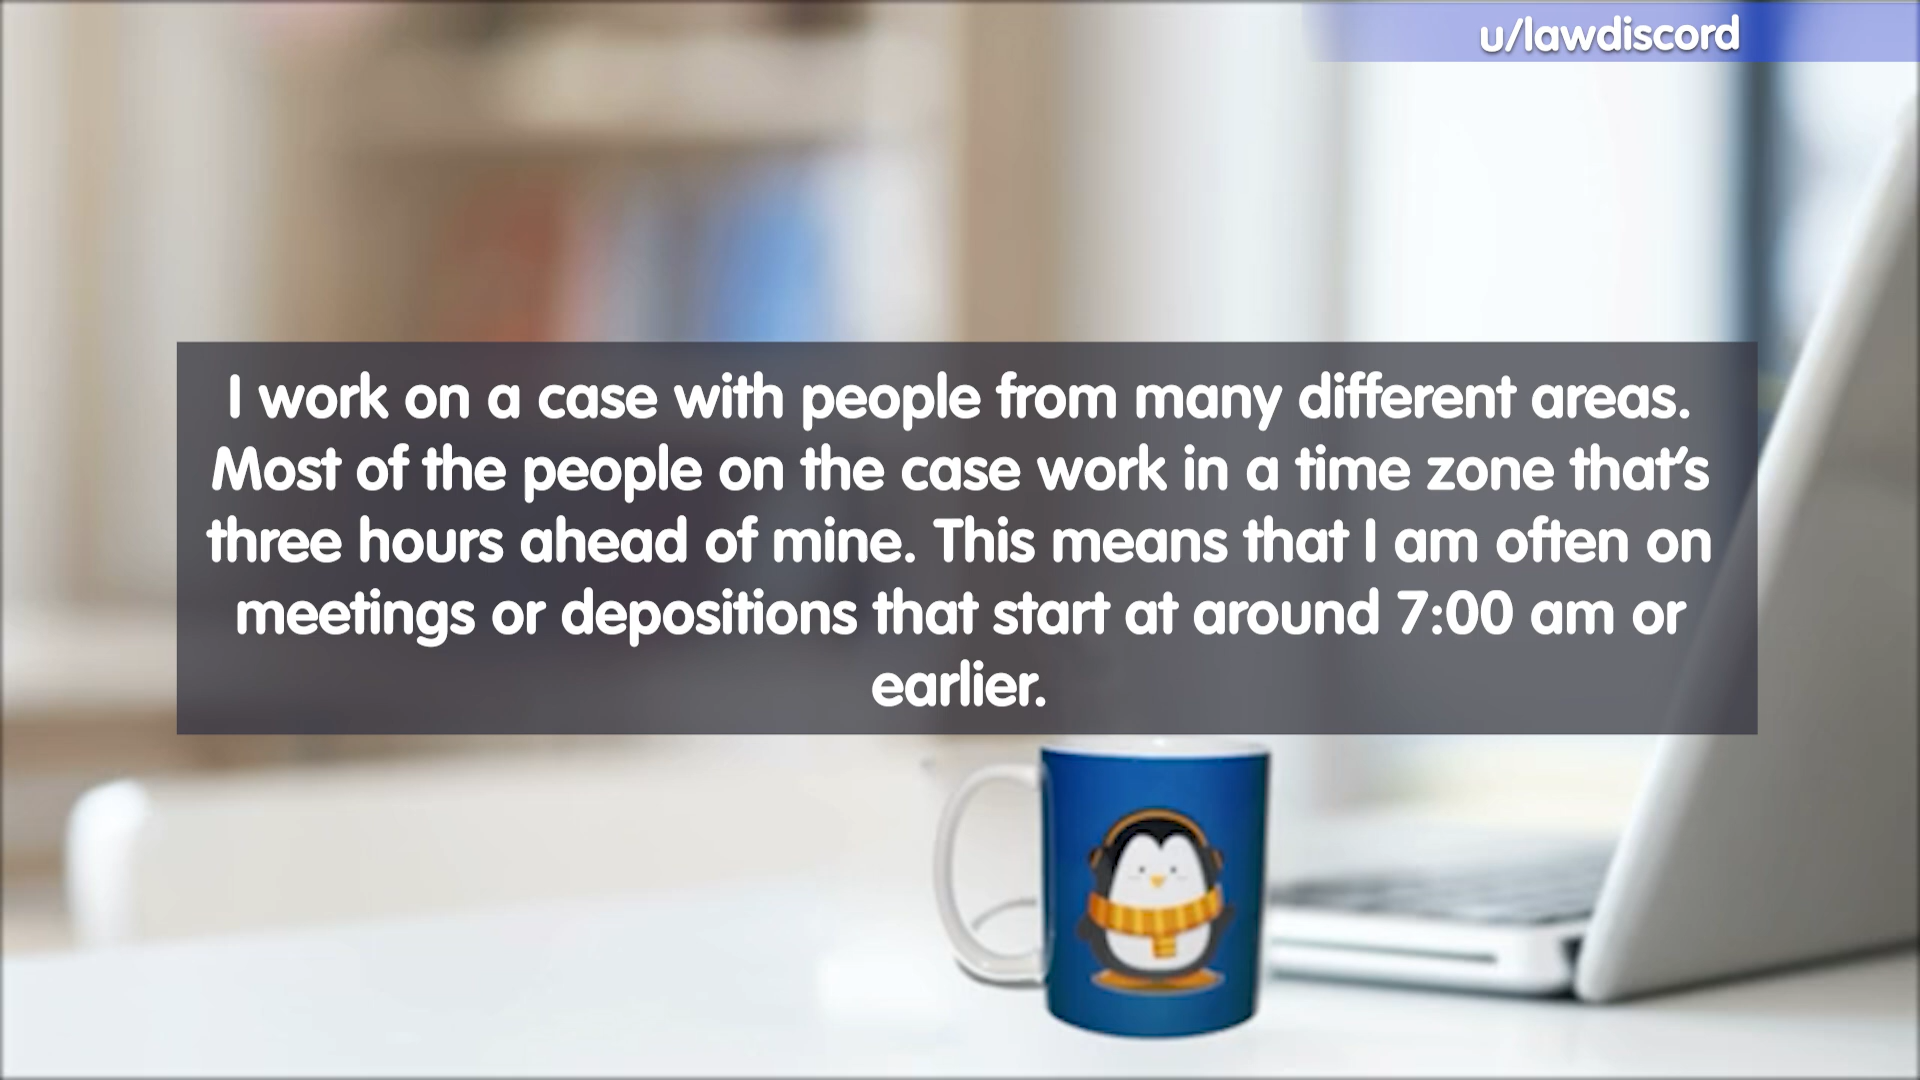 u/lawdiscord
I work on a case with people from many different areas.
Most of the people on the case work in a time zone that's
three hours ahead of mine. This means that I am often on
meetings or depositions that start at around 7:00 am or
earlier.